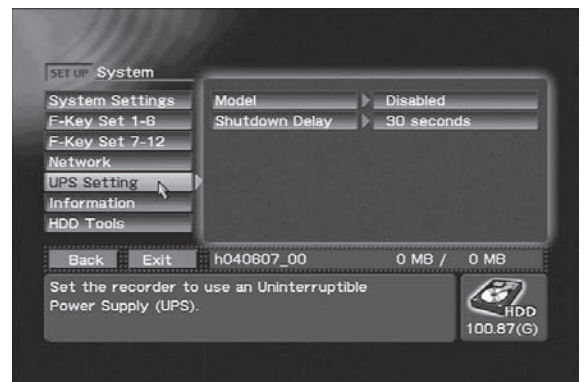 SET UP System
System Settings
F-Key Set 1-6
F-Key Set 7-12
Network
UPS Setting
Information
HDD Tools
Model Disabled
Shutdown Delay 30 seconds
Back Exit h040607_00 0 MB / 0 MB
Set the recorder to use an Uninterruptible
Power Supply (UPS).
HDD
100.87(G)